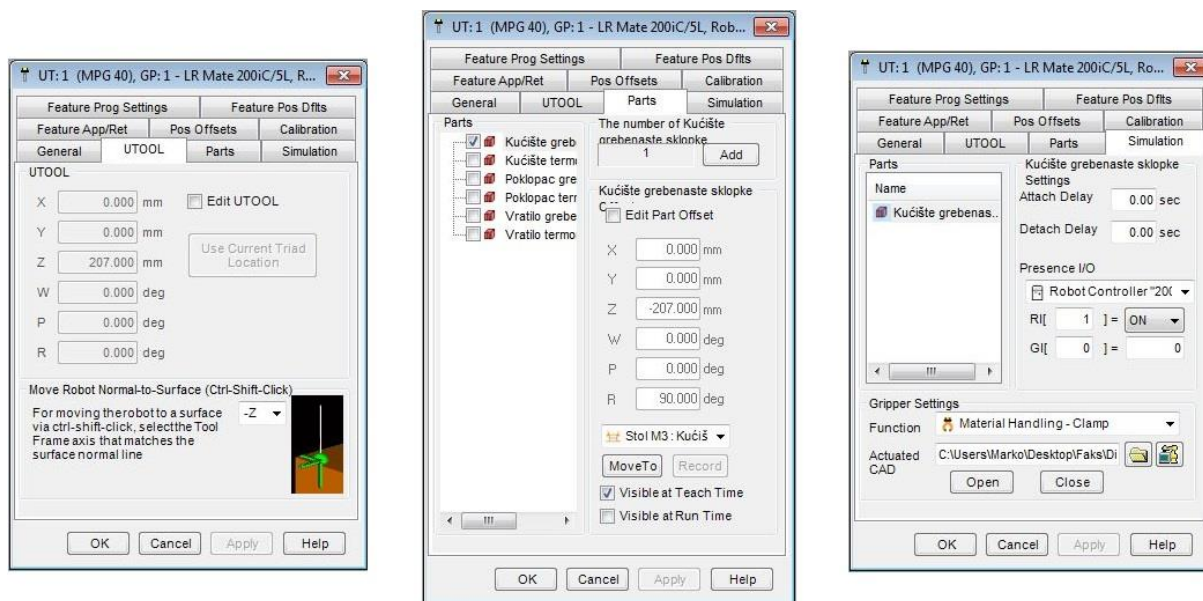 UT: 1 (MPG 40), GP: 1 - LR Mate 200iC/5L, R...
Feature Prog Settings
Feature Pos Dflts
Feature App/Ret
Pos Offsets
Calibration
General
UTOOL
Parts
Simulation
UTOOL
X 0.000 mm
Edit UTOOL
Y 0.000 mm
Use Current Triad
Location
Z 207.000 mm
W 0.000 deg
P 0.000 deg
R 0.000 deg
Move Robot Normal-to-Surface (Ctrl-Shift-Click)
For moving therobot to a surface
via ctrl-shift-click, selectthe Tool
Frame axis that matches the
surface normal line
-Z
OK Cancel Apply Help
UT: 1 (MPG 40), GP: 1 - LR Mate 200iC/5L, Rob...
Feature Prog Settings
Feature Pos Dflts
Feature App/Ret
Pos Offsets
Calibration
General
UTOOL
Parts
Simulation
Parts
Kućište greb
Kućište term
Poklopac gre
Poklopac terr
Vratilo grebe
Vratilo termo
The number of Kućište
grebenaste sklopke
1 Add
Kućište grebenaste sklopke
Edit Part Offset
X 0.000 mm
Y 0.000 mm
Z -207.000 mm
W 0.000 deg
P 0.000 deg
R 90.000 deg
Stol M3 : Kućiš
MoveTo Record
Visible at Teach Time
Visible at Run Time
OK Cancel Apply Help
UT: 1 (MPG 40), GP: 1 - LR Mate 200iC/5L, Ro...
Feature Prog Settings
Feature Pos Dflts
Feature App/Ret
Pos Offsets
Calibration
General
UTOOL
Parts
Simulation
Parts
Name
Kućište grebenas..
Kućište grebenaste sklopke
Settings
Attach Delay 0.00 sec
Detach Delay 0.00 sec
Presence I/O
Robot Controller "20(
RI[ 1 ] = ON
GI[ 0 ] = 0
Gripper Settings
Function Material Handling - Clamp
Actuated
CAD
C:\Users\Marko\Desktop\Faks\Di
Open Close
OK Cancel Apply Help